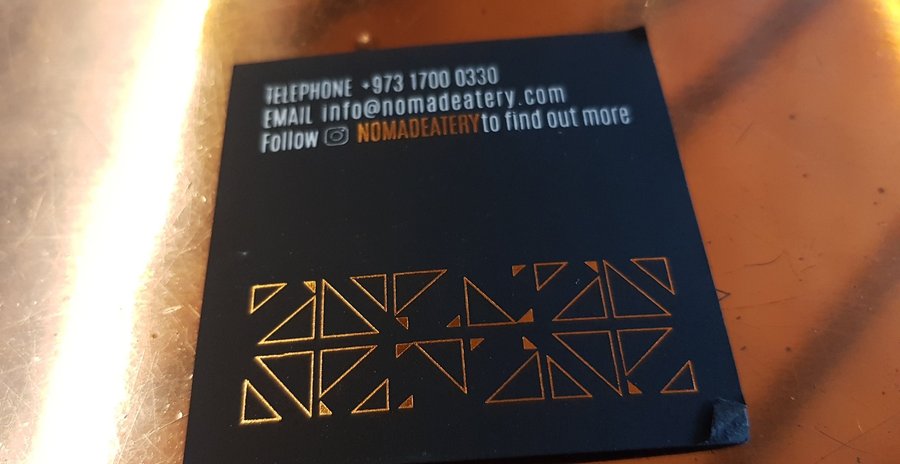 TELEPHONE +973 1700 0330
EMAIL info@nomadeatery.com
Follow NOMADEATERY to find out more